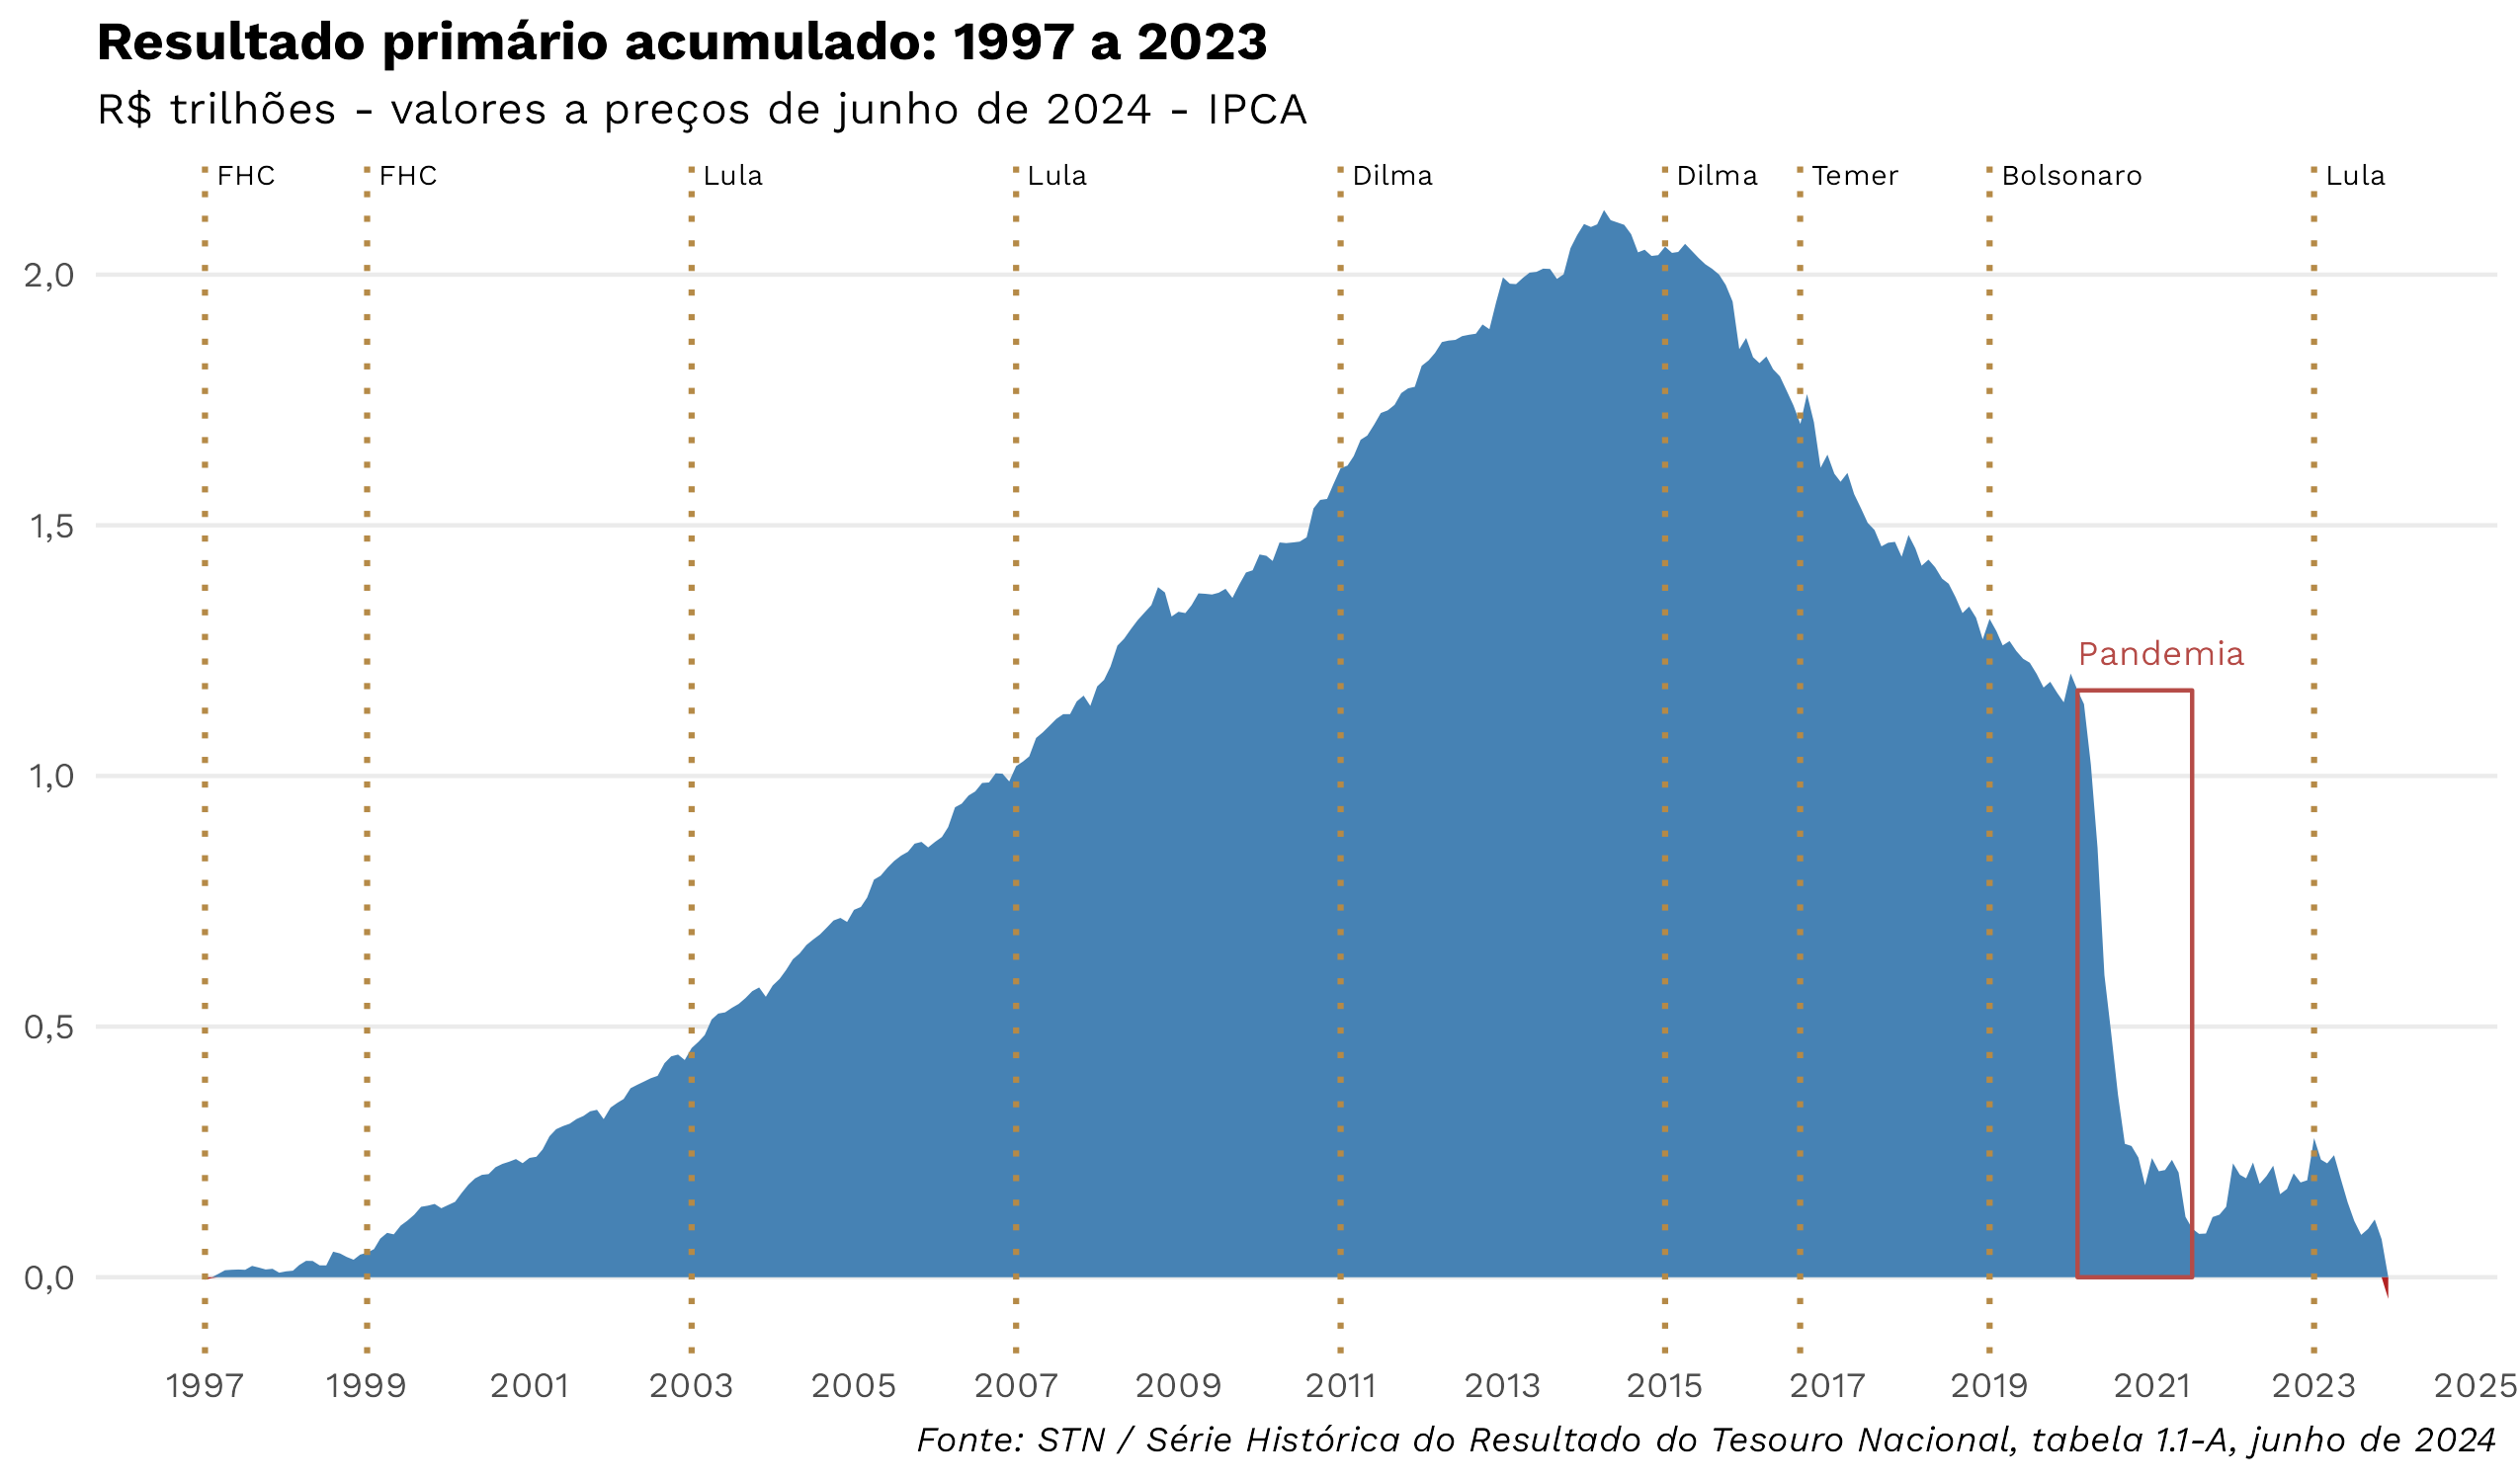 Resultado primário acumulado: 1997 a 2023
R$ trilhões - valores a preços de junho de 2024 - IPCA
FHC FHC Lula Lula Dilma Dilma Temer Bolsonaro Lula
2,0
1,5
Pandemia
1,0
0,5
0,0
1997 1999 2001 2003 2005 2007 2009 2011 2013 2015 2017 2019 2021 2023 2025
Fonte: STN / Série Histórica do Resultado do Tesouro Nacional, tabela 1.1-A, junho de 2024